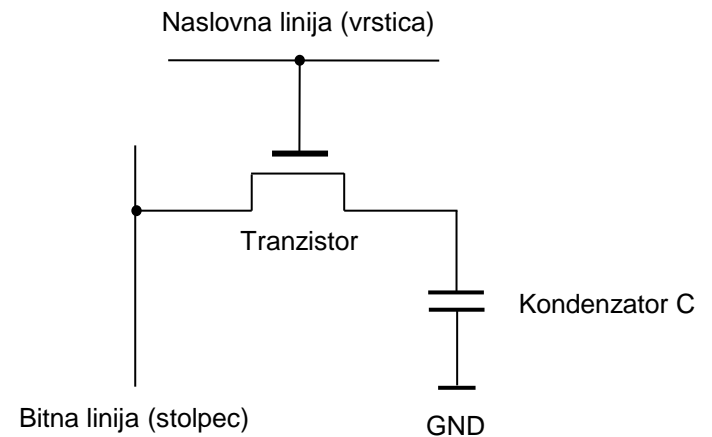 Naslovna linija (vrstica)
Tranzistor
Kondenzator C
Bitna linija (stolpec)
GND